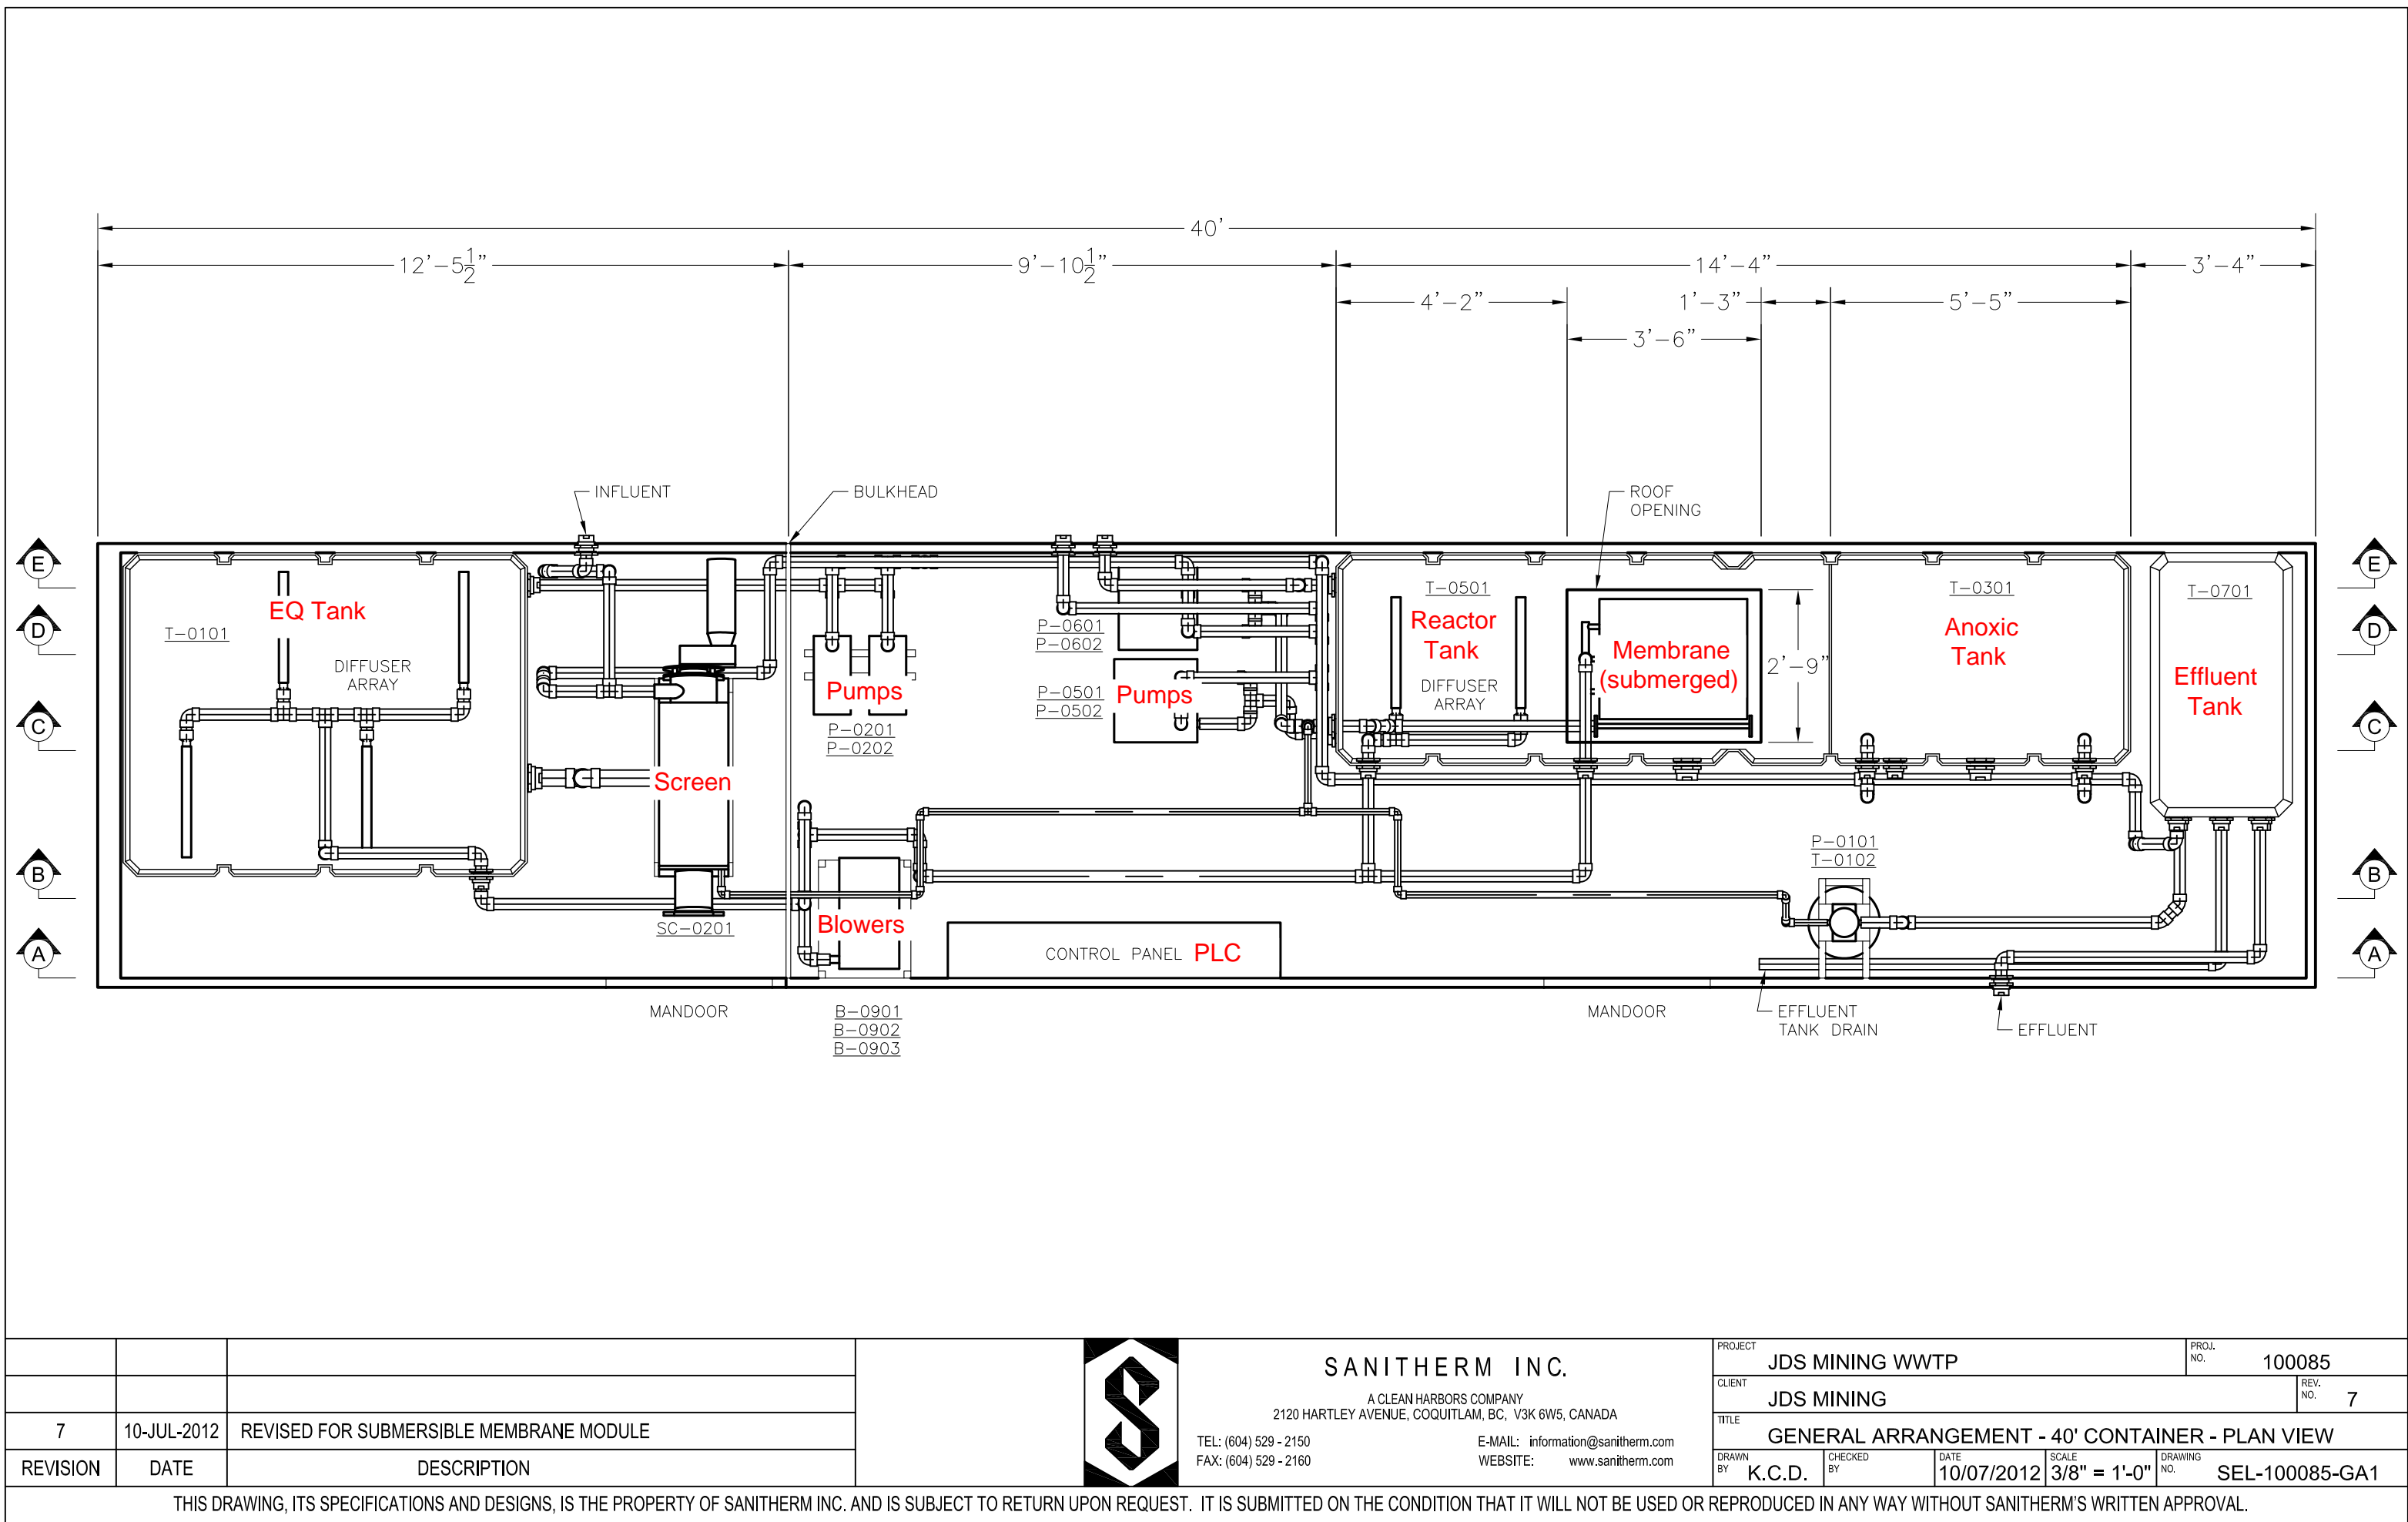 40'
12'-5 1/2"
9'-10 1/2"
14'-4"
3'-4"
4'-2"
1'-3"
5'-5"
3'-6"
INFLUENT
BULKHEAD
ROOF
OPENING
E
E
D
D
C
C
B
B
A
A
EQ Tank
T-0101
DIFFUSER
ARRAY
Screen
SC-0201
Pumps
P-0201
P-0202
P-0601
P-0602
P-0501
P-0502
Pumps
T-0501
Reactor
Tank
DIFFUSER
ARRAY
Membrane
(submerged)
2'-9"
T-0301
Anoxic
Tank
T-0701
Effluent
Tank
P-0101
T-0102
Blowers
CONTROL PANEL PLC
MANDOOR
B-0901
B-0902
B-0903
MANDOOR
EFFLUENT
TANK DRAIN
EFFLUENT
7 10-JUL-2012 REVISED FOR SUBMERSIBLE MEMBRANE MODULE
REVISION DATE DESCRIPTION
S
SANITHERM INC.
A CLEAN HARBORS COMPANY
2120 HARTLEY AVENUE, COQUITLAM, BC, V3K 6W5, CANADA
TEL: (604) 529 - 2150 E-MAIL: information@sanitherm.com
FAX: (604) 529 - 2160 WEBSITE: www.sanitherm.com
PROJECT JDS MINING WWTP PROJ. NO. 100085
CLIENT JDS MINING REV. NO. 7
TITLE GENERAL ARRANGEMENT - 40' CONTAINER - PLAN VIEW
DRAWN BY K.C.D. CHECKED BY DATE 10/07/2012 SCALE 3/8" = 1'-0" DRAWING NO. SEL-100085-GA1
THIS DRAWING, ITS SPECIFICATIONS AND DESIGNS, IS THE PROPERTY OF SANITHERM INC. AND IS SUBJECT TO RETURN UPON REQUEST. IT IS SUBMITTED ON THE CONDITION THAT IT WILL NOT BE USED OR REPRODUCED IN ANY WAY WITHOUT SANITHERM'S WRITTEN APPROVAL.